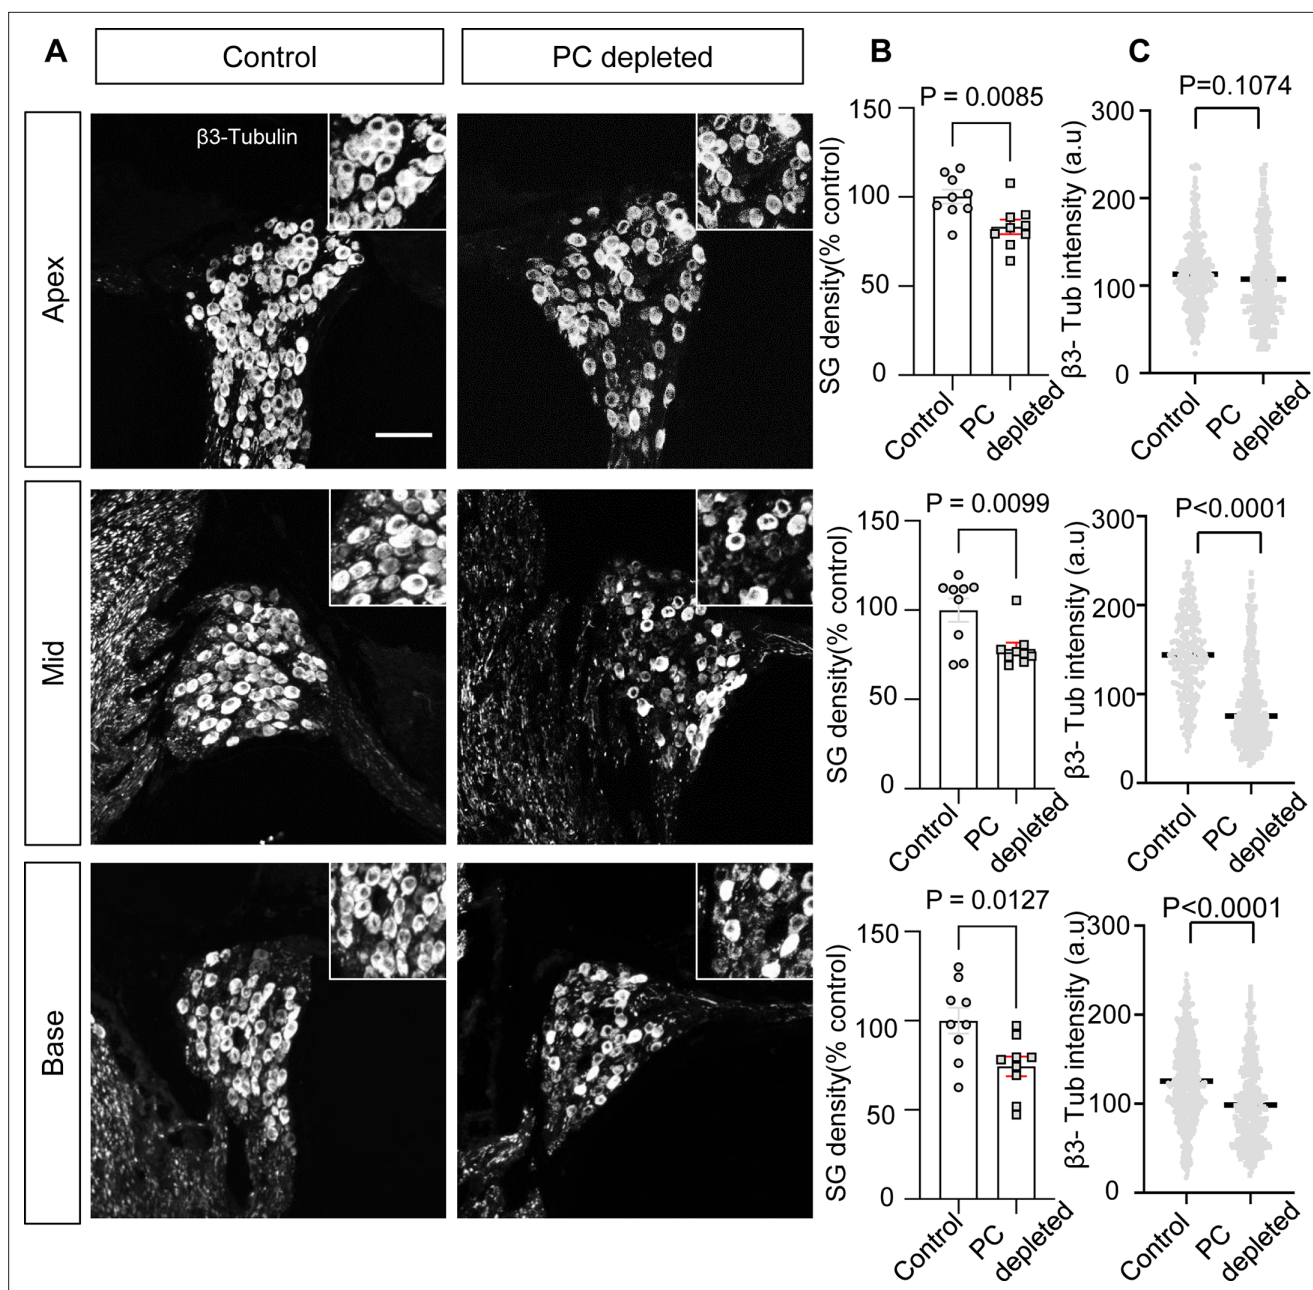 A
Control
PC depleted
B
C
Apex
β3-Tubulin
P = 0.0085
SG density(% control)
150
100
50
0
Control
PC
depleted
P=0.1074
β3- Tub intensity (a.u)
300
200
100
0
Control
PC
depleted
Mid
P = 0.0099
SG density(% control)
150
100
50
0
Control
PC
depleted
P<0.0001
β3- Tub intensity (a.u)
300
200
100
0
Control
PC
depleted
Base
P = 0.0127
SG density(% control)
150
100
50
0
Control
PC
depleted
P<0.0001
β3- Tub intensity (a.u)
300
200
100
0
Control
PC
depleted